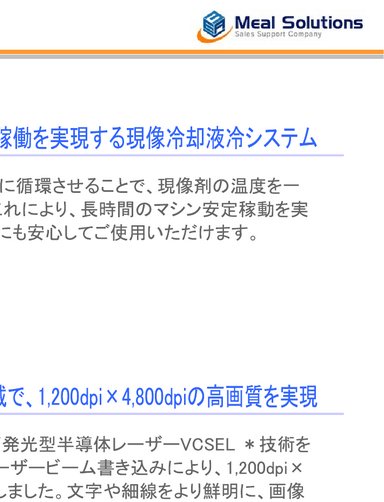 Meal Solutions
Sales Support Company
稼働を実現する現像冷却液冷システム
に循環させることで、現像剤の温度を一
これにより、長時間のマシン安定稼動を実
にも安心してご使用いただけます。
で、1,200dpi×4,800dpiの高画質を実現
発光型半導体レーザーVCSEL ＊技術を
ーザービーム書き込みにより、1,200dpi×
しました。文字や細線をより鮮明に、画像